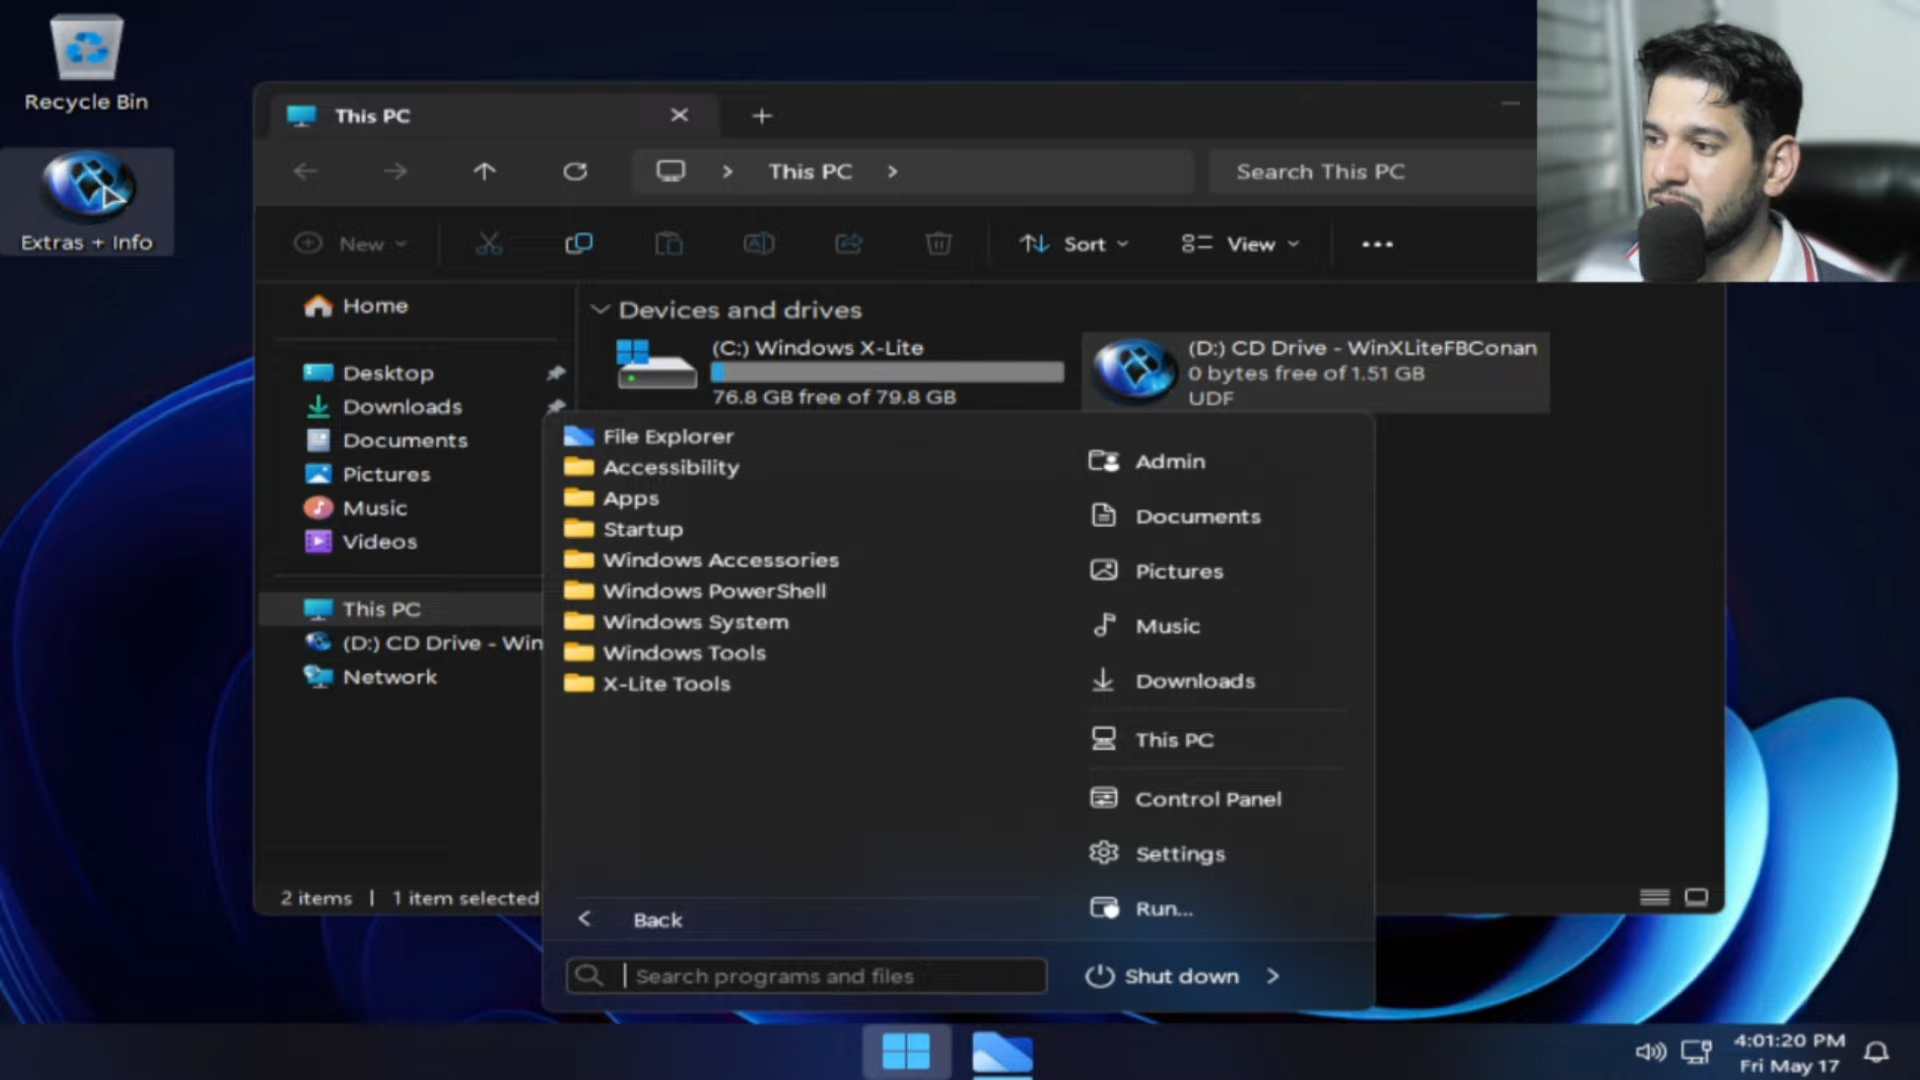 Recycle Bin
Extras + Info
This PC
This PC
Search This PC
New
Sort
View
Home
Desktop
Downloads
Documents
Pictures
Music
Videos
This PC
(D:) CD Drive - Win
Network
2 items | 1 item selected
Devices and drives
(C:) Windows X-Lite
76.8 GB free of 79.8 GB
(D:) CD Drive - WinXLiteFBConan
0 bytes free of 1.51 GB
UDF
File Explorer
Accessibility
Apps
Startup
Windows Accessories
Windows PowerShell
Windows System
Windows Tools
X-Lite Tools
Back
Search programs and files
Admin
Documents
Pictures
Music
Downloads
This PC
Control Panel
Settings
Run...
Shut down
4:01:20 PM
Fri May 17